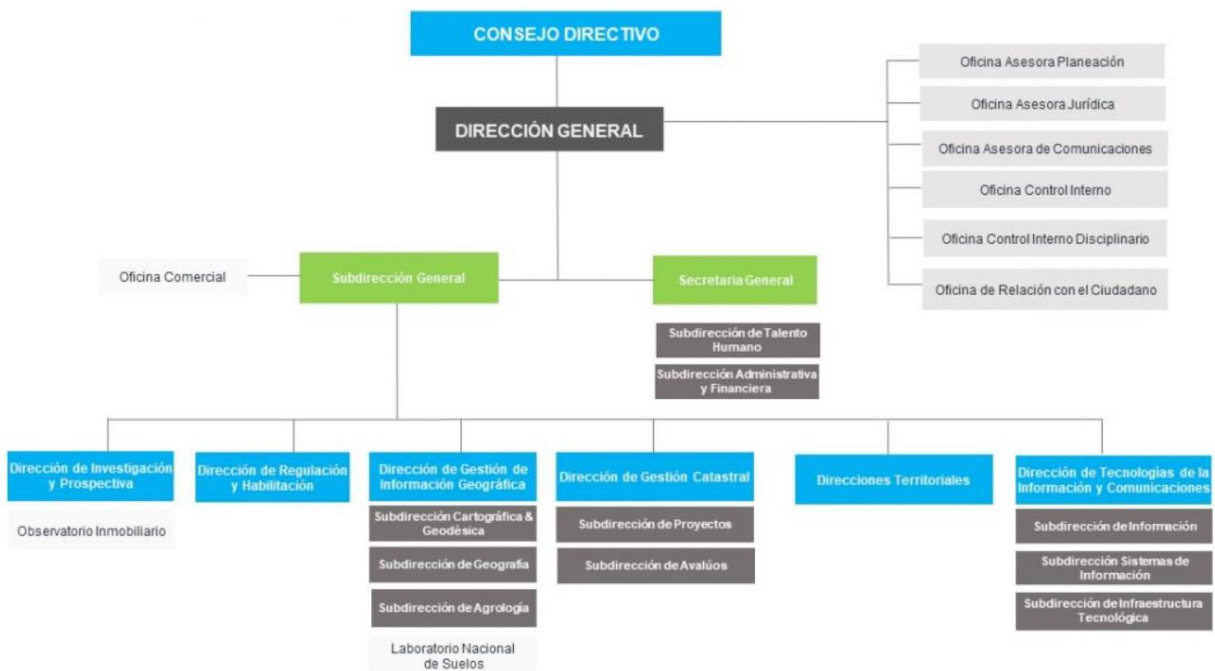 CONSEJO DIRECTIVO
DIRECCIÓN GENERAL
Oficina Asesora Planeación
Oficina Asesora Jurídica
Oficina Asesora de Comunicaciones
Oficina Control Interno
Oficina Control Interno Disciplinario
Oficina de Relación con el Ciudadano
Oficina Comercial
Subdirección General
Secretaria General
Subdirección de Talento
Humano
Subdirección Administrativa
y Financiera
Dirección de Investigación
y Prospectiva
Observatorio Inmobiliario
Dirección de Regulación
y Habilitación
Dirección de Gestión de
Información Geográfica
Subdirección Cartográfica &
Geodésica
Subdirección de Geografía
Subdirección de Agrología
Laboratorio Nacional
de Suelos
Dirección de Gestión Catastral
Subdirección de Proyectos
Subdirección de Avalúos
Direcciones Territoriales
Dirección de Tecnologías de la
Información y Comunicaciones
Subdirección de Información
Subdirección Sistemas de
Información
Subdirección de Infraestructura
Tecnológica